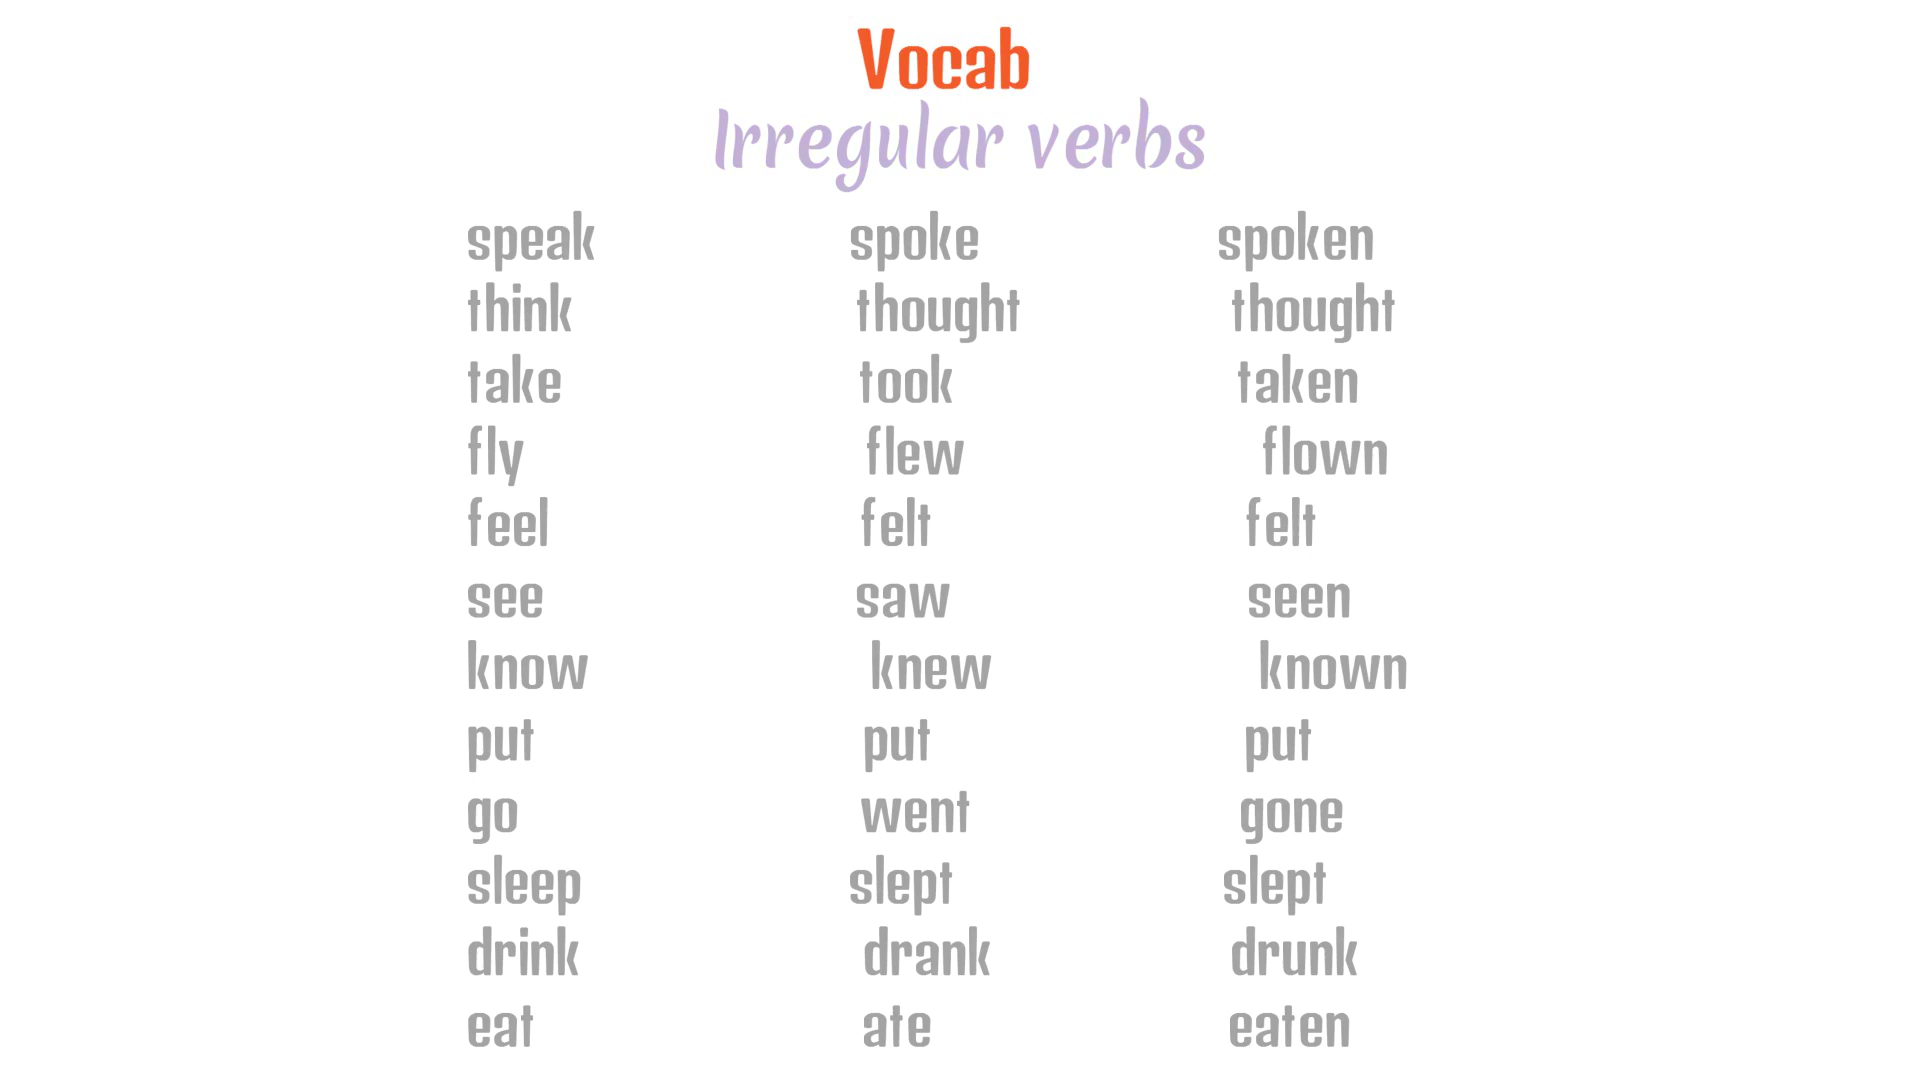 Vocab
Irregular verbs
speak spoke spoken
think thought thought
take took taken
fly flew flown
feel felt felt
see saw seen
know knew known
put put put
go went gone
sleep slept slept
drink drank drunk
eat ate eaten